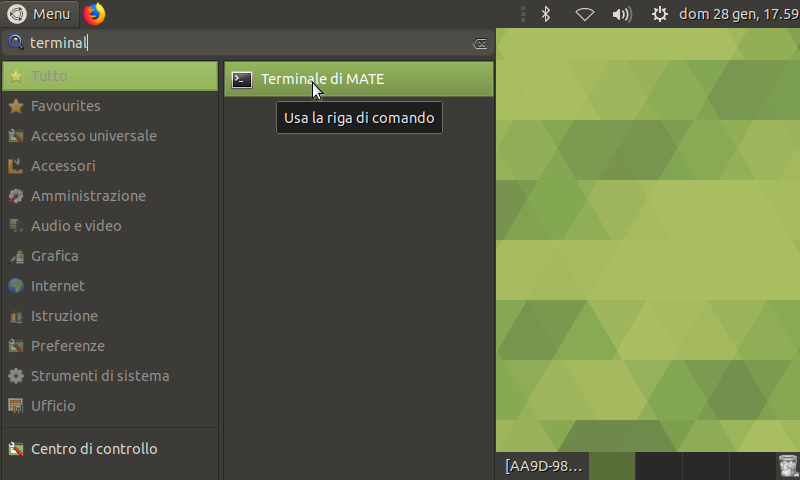 Menu
dom 28 gen, 17.59
terminal
Tutto
Favourites
Accesso universale
Accessori
Amministrazione
Audio e video
Grafica
Internet
Istruzione
Preferenze
Strumenti di sistema
Ufficio
Centro di controllo
Terminale di MATE
Usa la riga di comando
[AA9D-98...